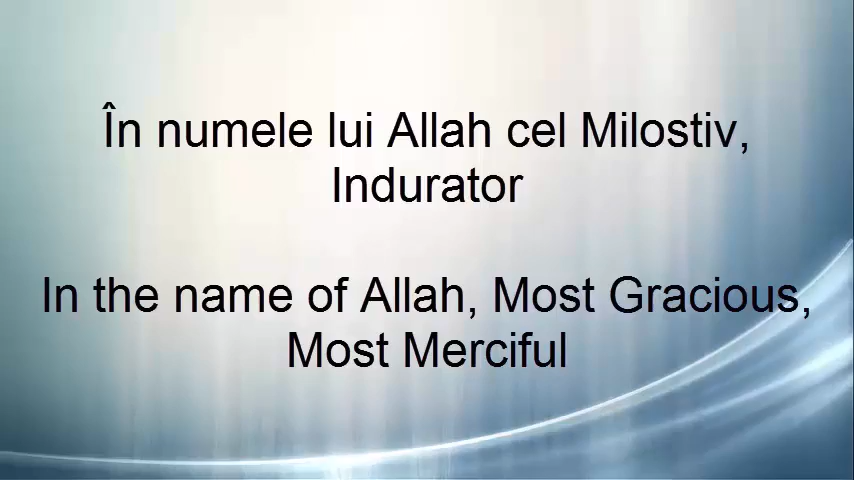 În numele lui Allah cel Milostiv,
Indurator
In the name of Allah, Most Gracious,
Most Merciful